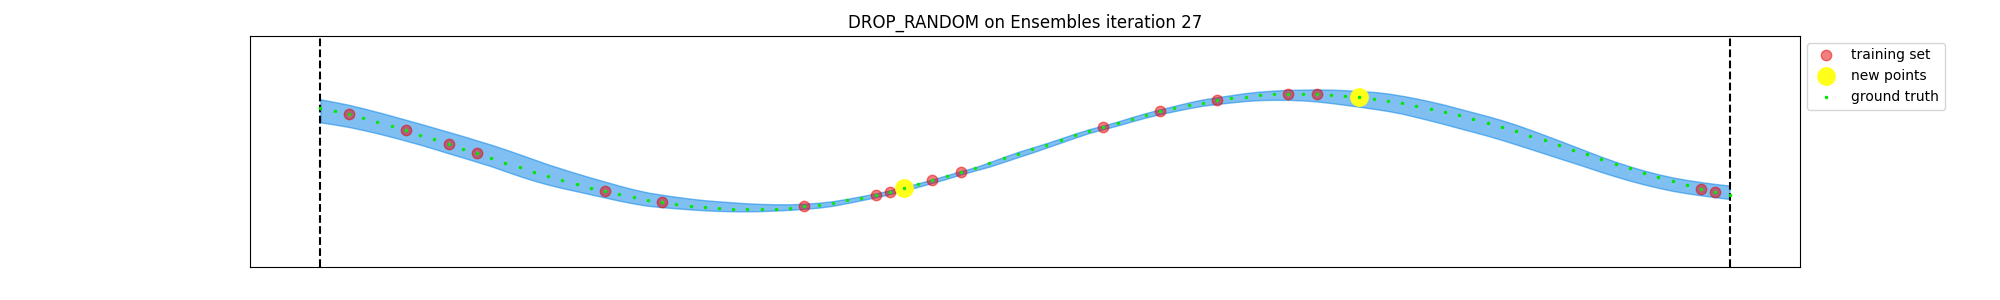 DROP_RANDOM on Ensembles iteration 27
training set
new points
ground truth